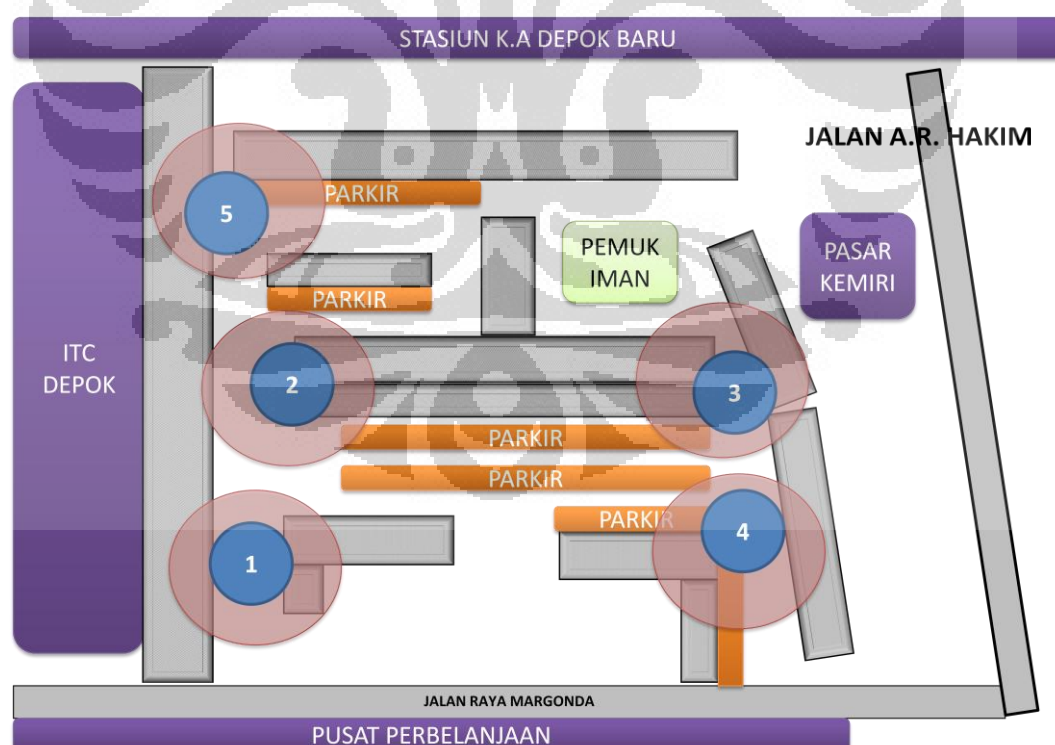 STASIUN K.A DEPOK BARU
JALAN A.R. HAKIM
PARKIR
5
PEMUK
IMAN
PASAR
KEMIRI
PARKIR
ITC
DEPOK
2
3
PARKIR
PARKIR
PARKIR
4
1
JALAN RAYA MARGONDA
PUSAT PERBELANJAAN